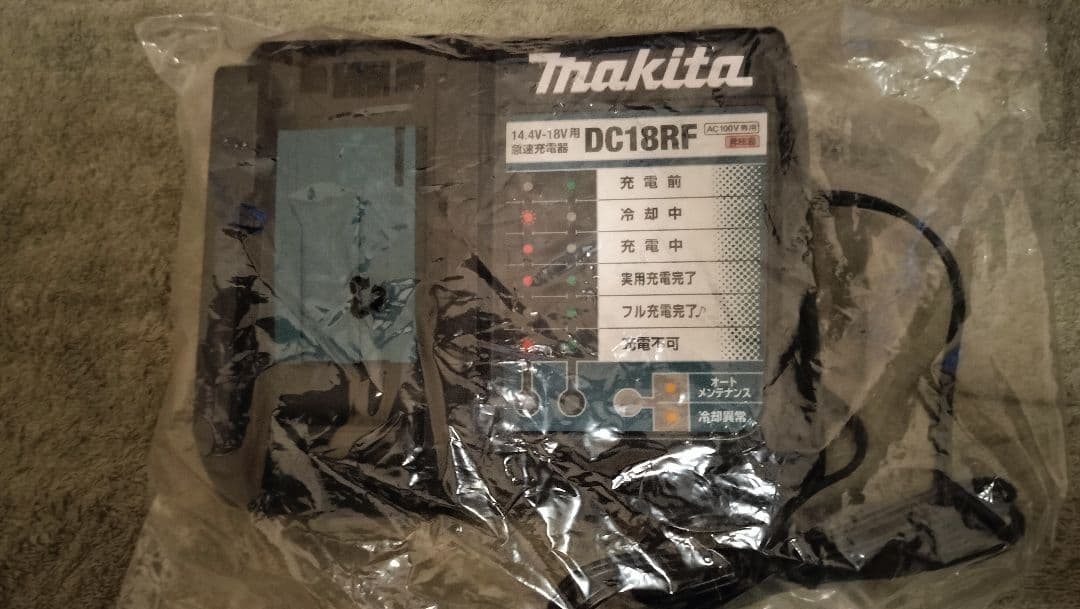 makita
14.4V-18V用
急速充電器
DC18RF
AC100V専用
充電前
冷却中
充電中
実用充電完了
フル充電完了♪
充電不可
オート
メンテナンス
冷却異常